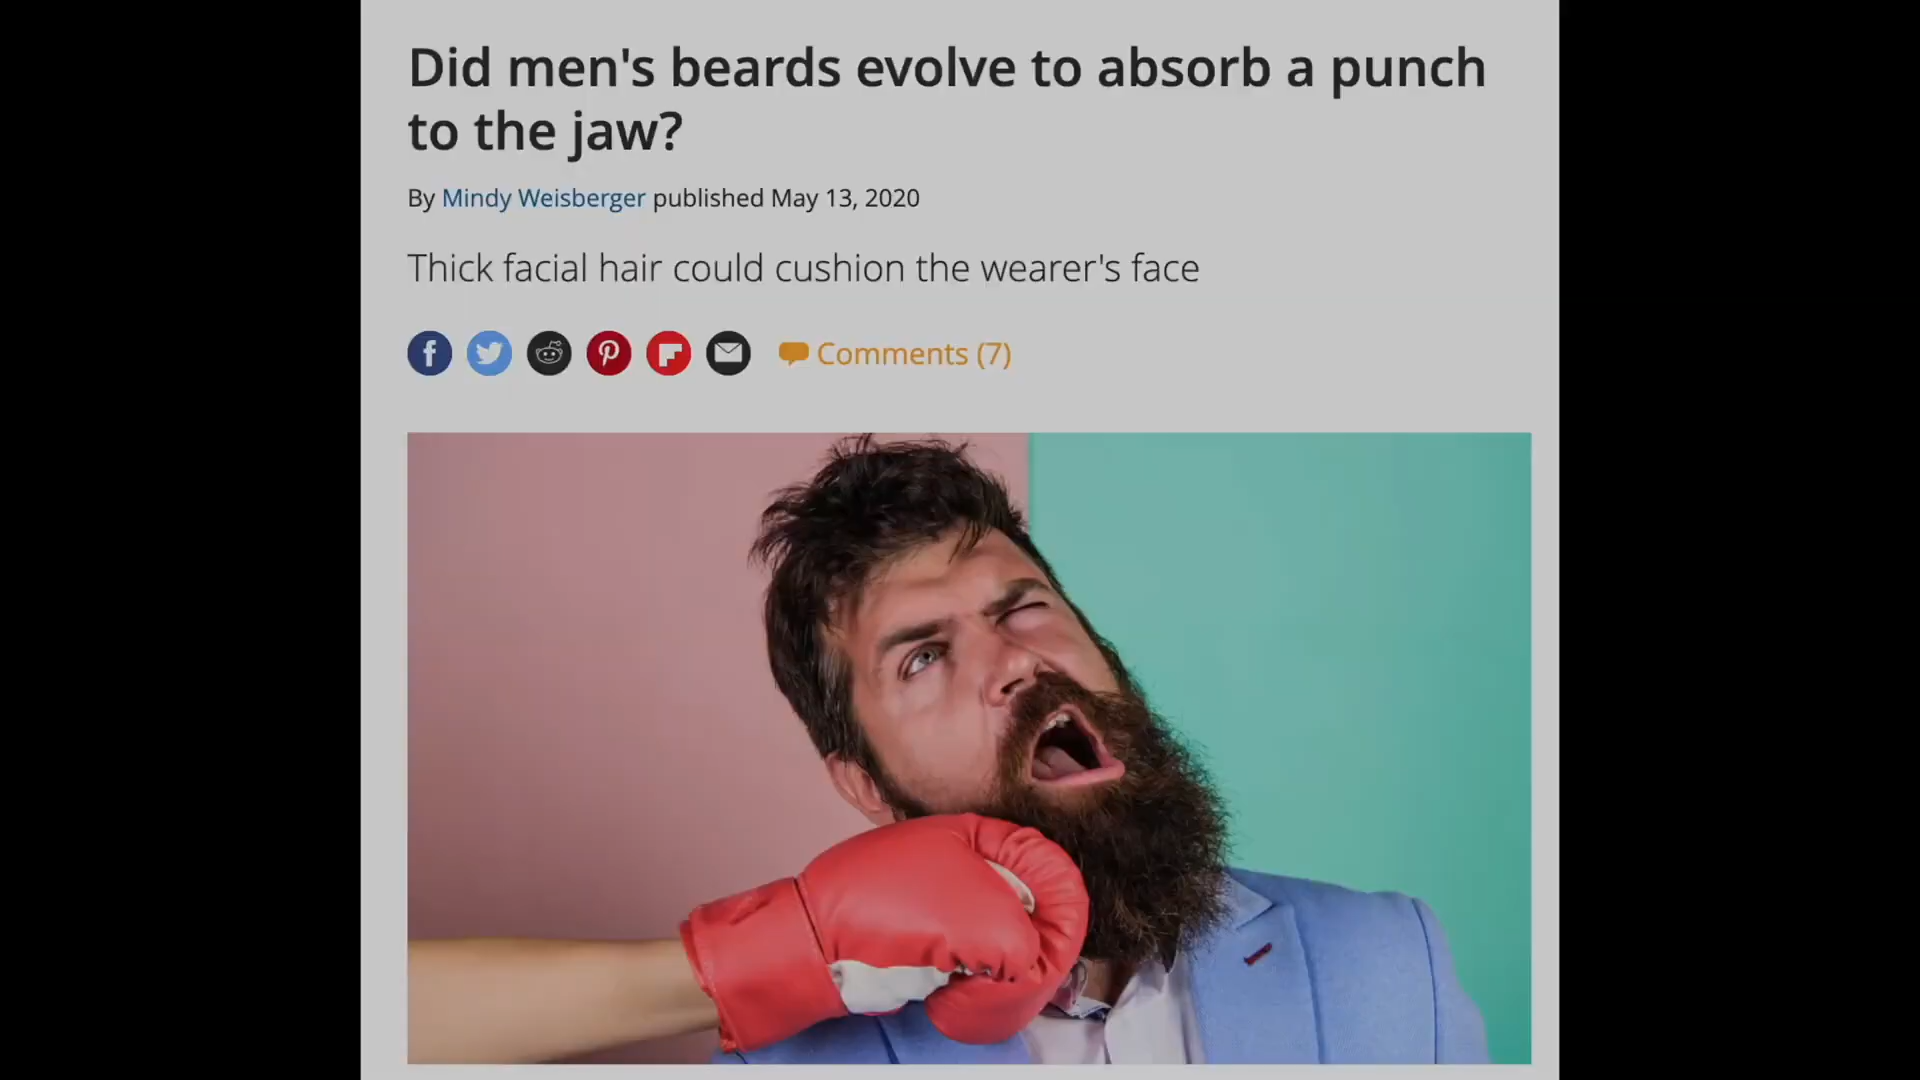 Did men's beards evolve to absorb a punch
to the jaw?
By Mindy Weisberger published May 13, 2020
Thick facial hair could cushion the wearer's face
Comments (7)